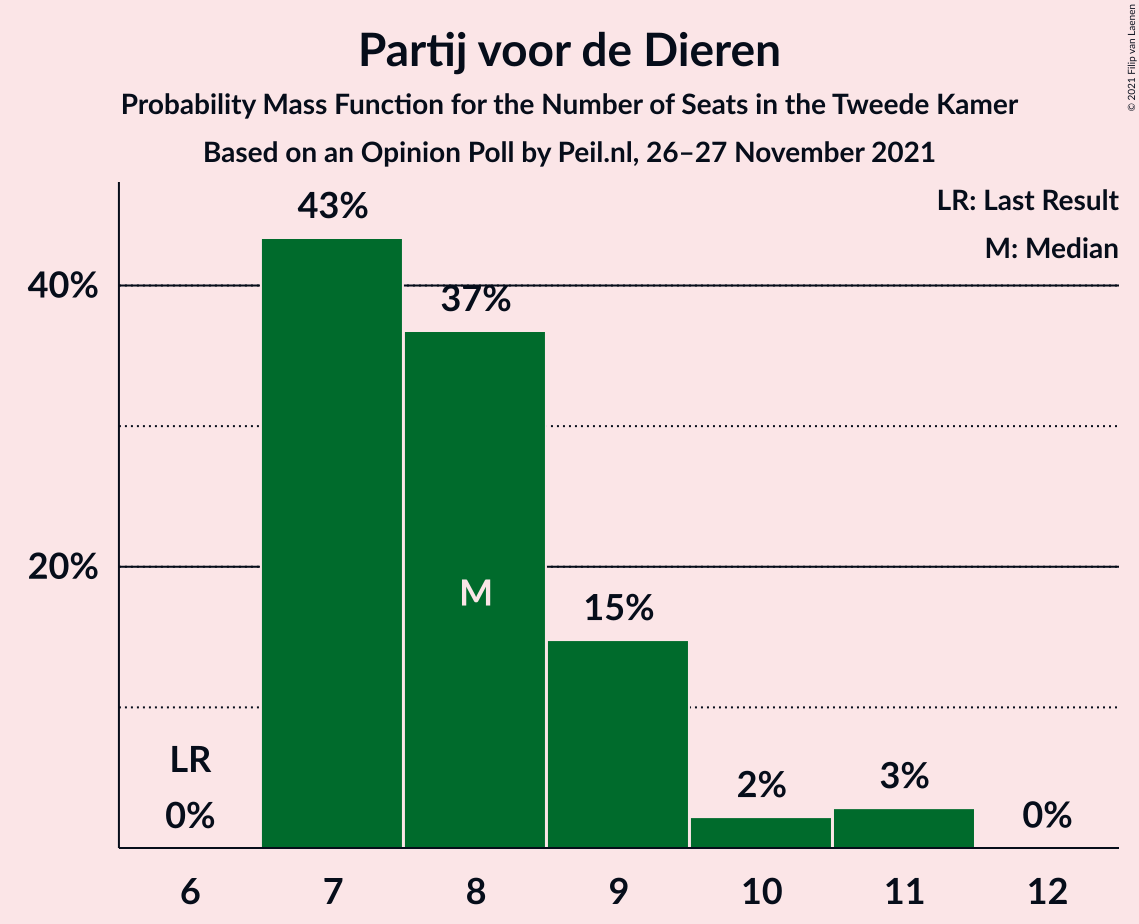 Partij voor de Dieren
Probability Mass Function for the Number of Seats in the Tweede Kamer
Based on an Opinion Poll by Peil.nl, 26–27 November 2021
© 2021 Filip van Laenen
LR: Last Result
M: Median
43%
40%
37%
20%
M
15%
LR
0%
2%
3%
0%
6 7 8 9 10 11 12